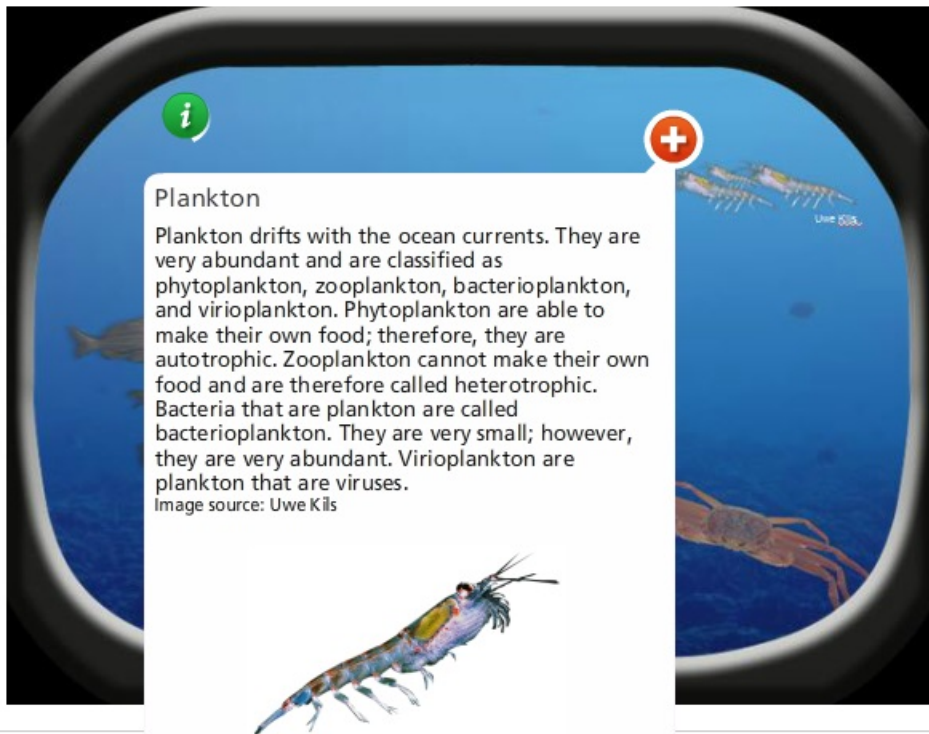 i
Uwe Kils
Plankton
Plankton drifts with the ocean currents. They are
very abundant and are classified as
phytoplankton, zooplankton, bacterioplankton,
and virioplankton. Phytoplankton are able to
make their own food; therefore, they are
autotrophic. Zooplankton cannot make their own
food and are therefore called heterotrophic.
Bacteria that are plankton are called
bacterioplankton. They are very small; however,
they are very abundant. Virioplankton are
plankton that are viruses.
Image source: Uwe Kils